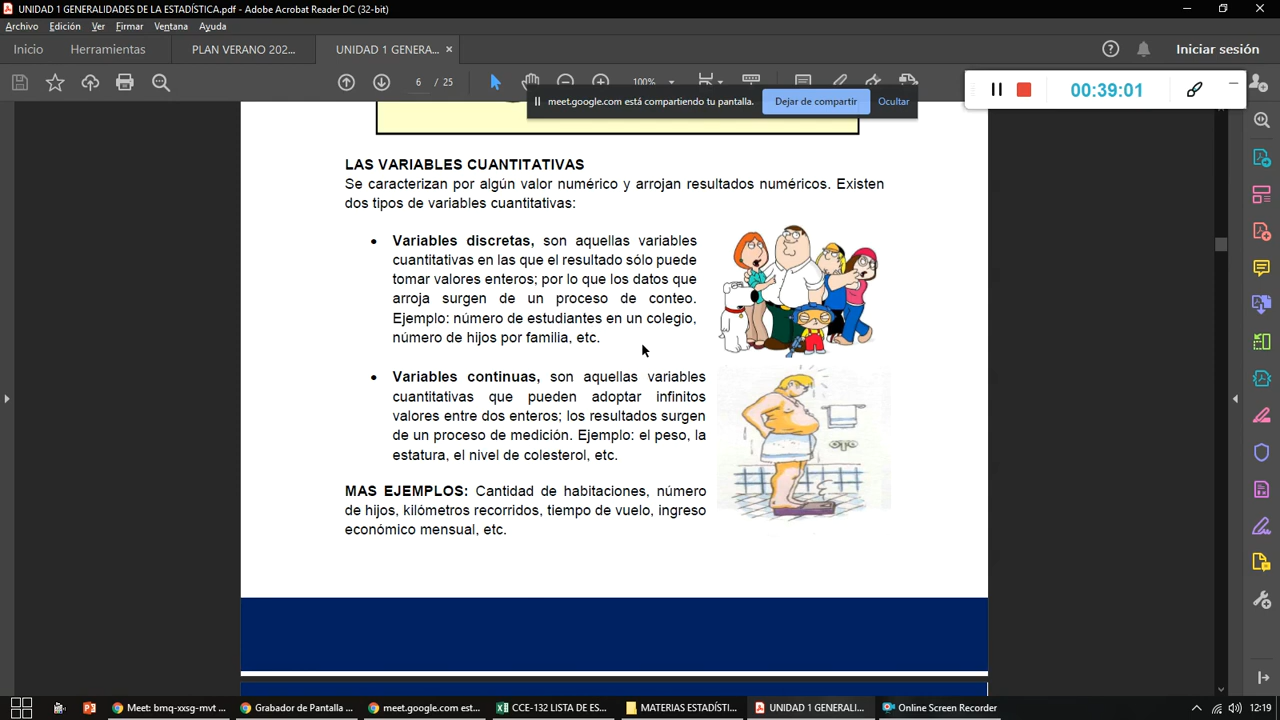 UNIDAD 1 GENERALIDADES DE LA ESTADÍSTICA.pdf - Adobe Acrobat Reader DC (32-bit)
Archivo Edición Ver Firmar Ventana Ayuda
Inicio Herramientas PLAN VERANO 202... UNIDAD 1 GENERA... × Iniciar sesión
6 / 25 100%
meet.google.com está compartiendo tu pantalla. Dejar de compartir Ocultar
00:39:01
LAS VARIABLES CUANTITATIVAS
Se caracterizan por algún valor numérico y arrojan resultados numéricos. Existen
dos tipos de variables cuantitativas:
• Variables discretas, son aquellas variables
cuantitativas en las que el resultado sólo puede
tomar valores enteros; por lo que los datos que
arroja surgen de un proceso de conteo.
Ejemplo: número de estudiantes en un colegio,
número de hijos por familia, etc.
• Variables continuas, son aquellas variables
cuantitativas que pueden adoptar infinitos
valores entre dos enteros; los resultados surgen
de un proceso de medición. Ejemplo: el peso, la
estatura, el nivel de colesterol, etc.
MAS EJEMPLOS: Cantidad de habitaciones, número
de hijos, kilómetros recorridos, tiempo de vuelo, ingreso
económico mensual, etc.
Meet: bmq-xxsg-mvt ... Grabador de Pantalla ... meet.google.com est... CCE-132 LISTA DE ES... MATERIAS ESTADÍSTI... UNIDAD 1 GENERALI... Online Screen Recorder 12:19